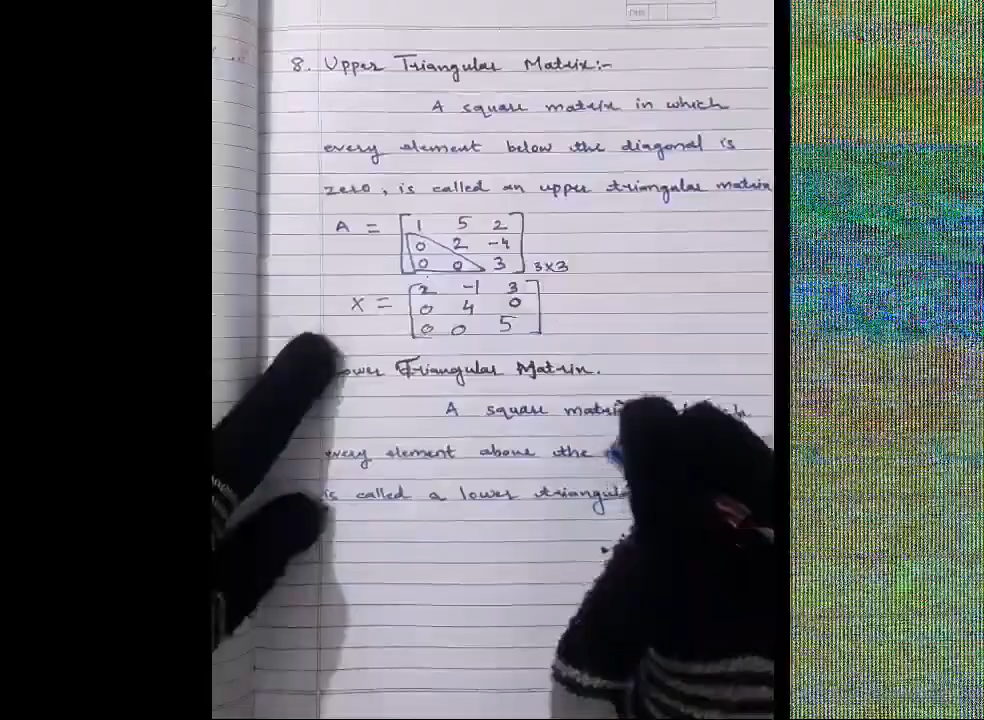 8. Upper Triangular Matrix:-
A square matrix in which
every element below the diagonal is
zero, is called an upper triangular matrix
A = [1 5 2
0 2 -4
0 0 3] 3x3
X = [2 -1 3
0 4 0
0 0 5]
Lower Triangular Matrix.
A square
every element above the
is called a lower